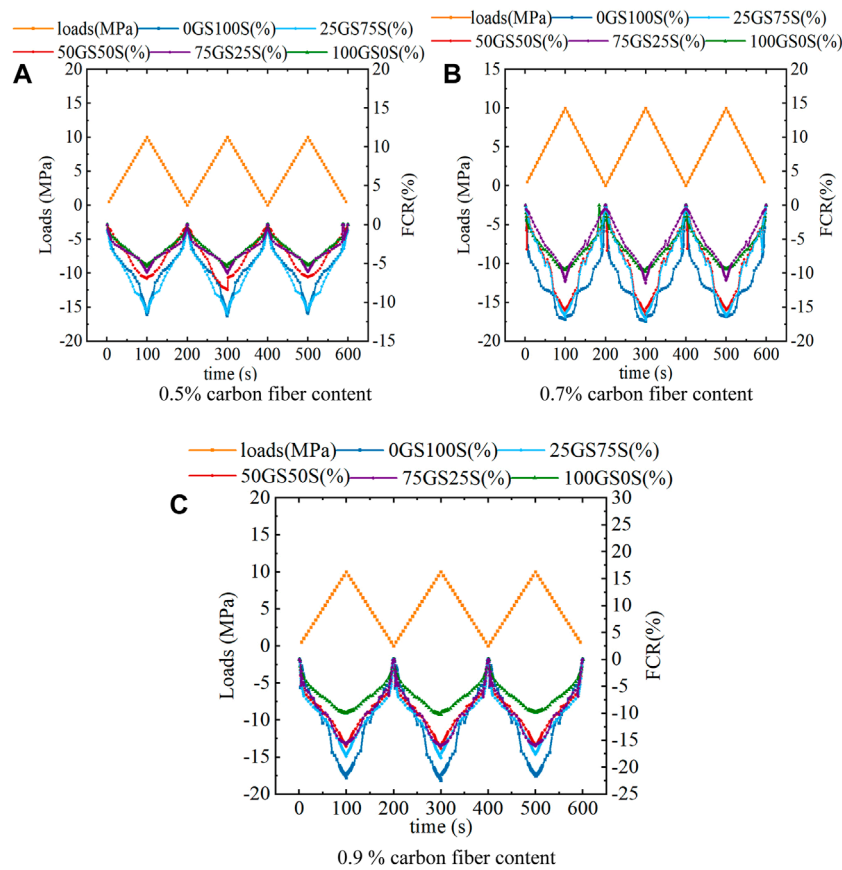 loads(MPa) 0GS100S(%) 25GS75S(%)
50GS50S(%) 75GS25S(%) 100GS0S(%)
A
20
15
10
5
0
-5
-10
-15
-20
Loads (MPa)
20
15
10
5
0
-5
-10
-15
FCR(%)
0 100 200 300 400 500 600
time (s)
0.5% carbon fiber content
loads(MPa) 0GS100S(%) 25GS75S(%)
50GS50S(%) 75GS25S(%) 100GS0S(%)
B
15
10
5
0
-5
-10
-15
-20
Loads (MPa)
20
15
10
5
0
-5
-10
-15
-20
FCR(%)
0 100 200 300 400 500 600
time (s)
0.7% carbon fiber content
loads(MPa) 0GS100S(%) 25GS75S(%)
50GS50S(%) 75GS25S(%) 100GS0S(%)
C
20
15
10
5
0
-5
-10
-15
-20
Loads (MPa)
30
25
20
15
10
5
0
-5
-10
-15
-20
-25
FCR(%)
0 100 200 300 400 500 600
time (s)
0.9 % carbon fiber content